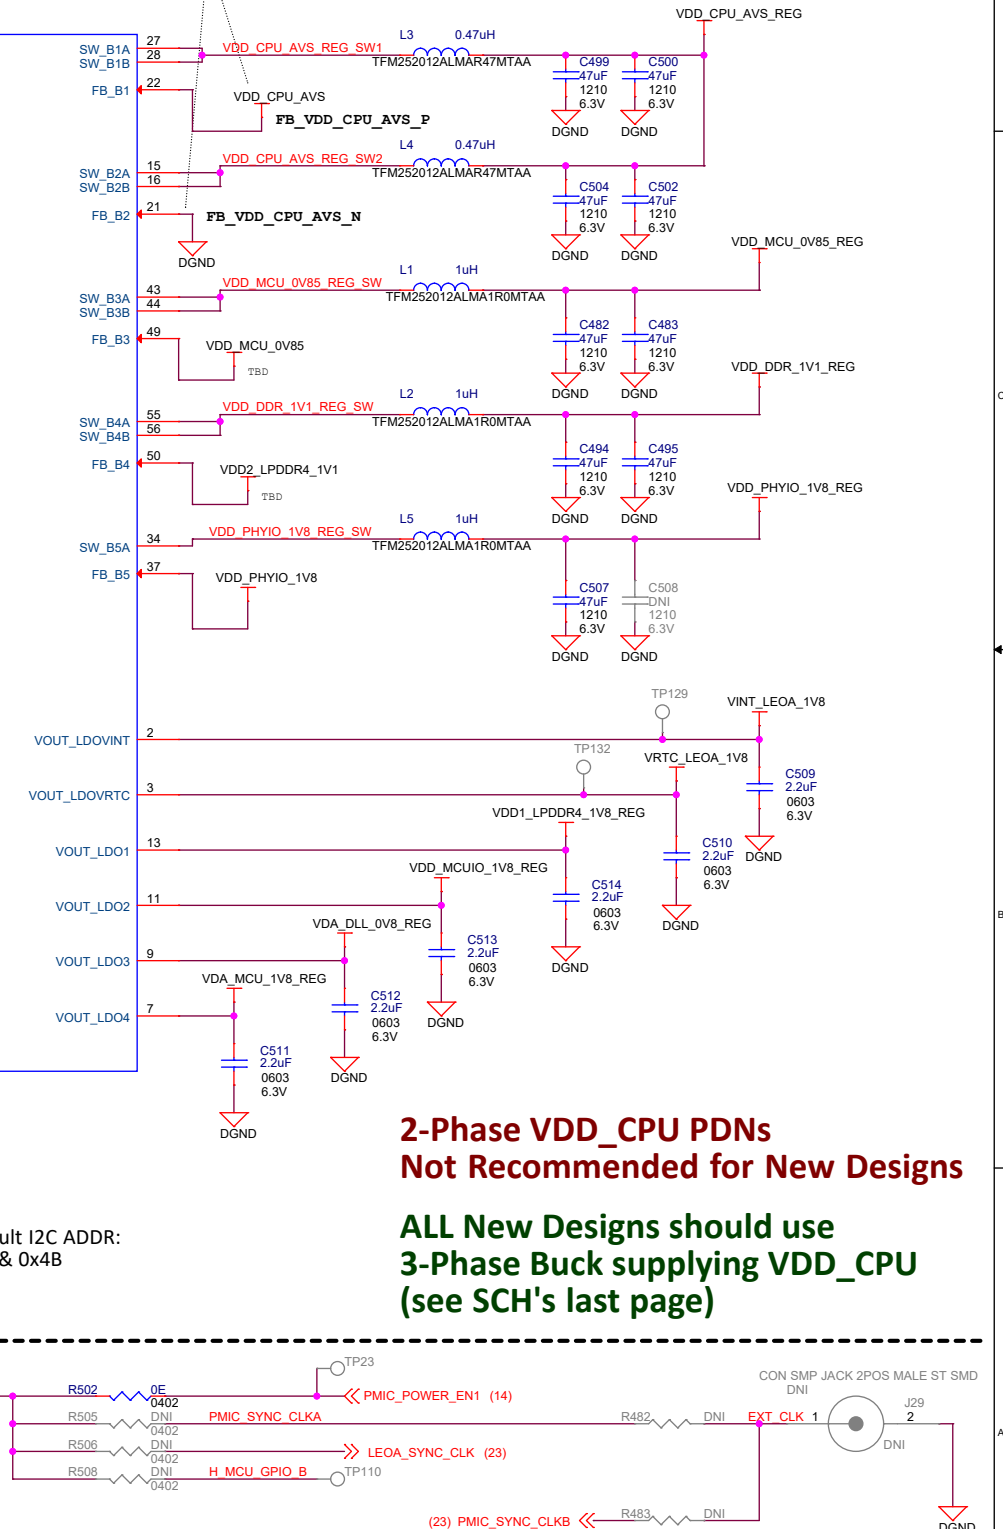 VDD_CPU_AVS_REG
L3 0.47uH
27
SW_B1A
VDD_CPU_AVS_REG_SW1
28
SW_B1B
TFM252012ALMAR47MTAA
C499 C500
47uF 47uF
1210 1210
6.3V 6.3V
DGND DGND
22
FB_B1
VDD_CPU_AVS
FB_VDD_CPU_AVS_P
L4 0.47uH
15
SW_B2A
VDD_CPU_AVS_REG_SW2
16
SW_B2B
TFM252012ALMAR47MTAA
C504 C502
47uF 47uF
1210 1210
6.3V 6.3V
DGND DGND
21
FB_B2
FB_VDD_CPU_AVS_N
DGND
VDD_MCU_0V85_REG
L1 1uH
43
SW_B3A
VDD_MCU_0V85_REG_SW
44
SW_B3B
TFM252012ALMA1R0MTAA
C482 C483
47uF 47uF
1210 1210
6.3V 6.3V
DGND DGND
49
FB_B3
VDD_MCU_0V85
TBD
VDD_DDR_1V1_REG
L2 1uH
C
55
SW_B4A
VDD_DDR_1V1_REG_SW
56
SW_B4B
TFM252012ALMA1R0MTAA
C494 C495
47uF 47uF
1210 1210
6.3V 6.3V
DGND DGND
50
FB_B4
VDD2_LPDDR4_1V1
TBD
VDD_PHYIO_1V8_REG
L5 1uH
34
SW_B5A
VDD_PHYIO_1V8_REG_SW
TFM252012ALMA1R0MTAA
37
FB_B5
VDD_PHYIO_1V8
C507 C508
47uF DNI
1210 1210
6.3V 6.3V
DGND DGND
TP129
VINT_LEOA_1V8
2
VOUT_LDOVINT
TP132
VRTC_LEOA_1V8
C509
2.2uF
0603
6.3V
DGND
3
VOUT_LDOVRTC
VDD1_LPDDR4_1V8_REG
C510
2.2uF
0603
6.3V
DGND
13
VOUT_LDO1
VDD_MCUIO_1V8_REG
C514
2.2uF
0603
6.3V
DGND
11
VOUT_LDO2
VDA_DLL_0V8_REG
C513
2.2uF
0603
6.3V
DGND
B
9
VOUT_LDO3
VDA_MCU_1V8_REG
C512
2.2uF
0603
6.3V
DGND
7
VOUT_LDO4
C511
2.2uF
0603
6.3V
DGND
2-Phase VDD_CPU PDNs
Not Recommended for New Designs
ALL New Designs should use
3-Phase Buck supplying VDD_CPU
(see SCH's last page)
ult I2C ADDR:
& 0x4B
TP23
R502 0E
0402
PMIC_POWER_EN1 (14)
R505 DNI
0402
PMIC_SYNC_CLKA
R482 DNI
EXT_CLK 1
CON SMP JACK 2POS MALE ST SMD
DNI
J29
2
DNI
A
R506 DNI
0402
LEOA_SYNC_CLK (23)
R508 DNI
0402
H_MCU_GPIO_B
TP110
(23) PMIC_SYNC_CLKB
R483 DNI
DGND